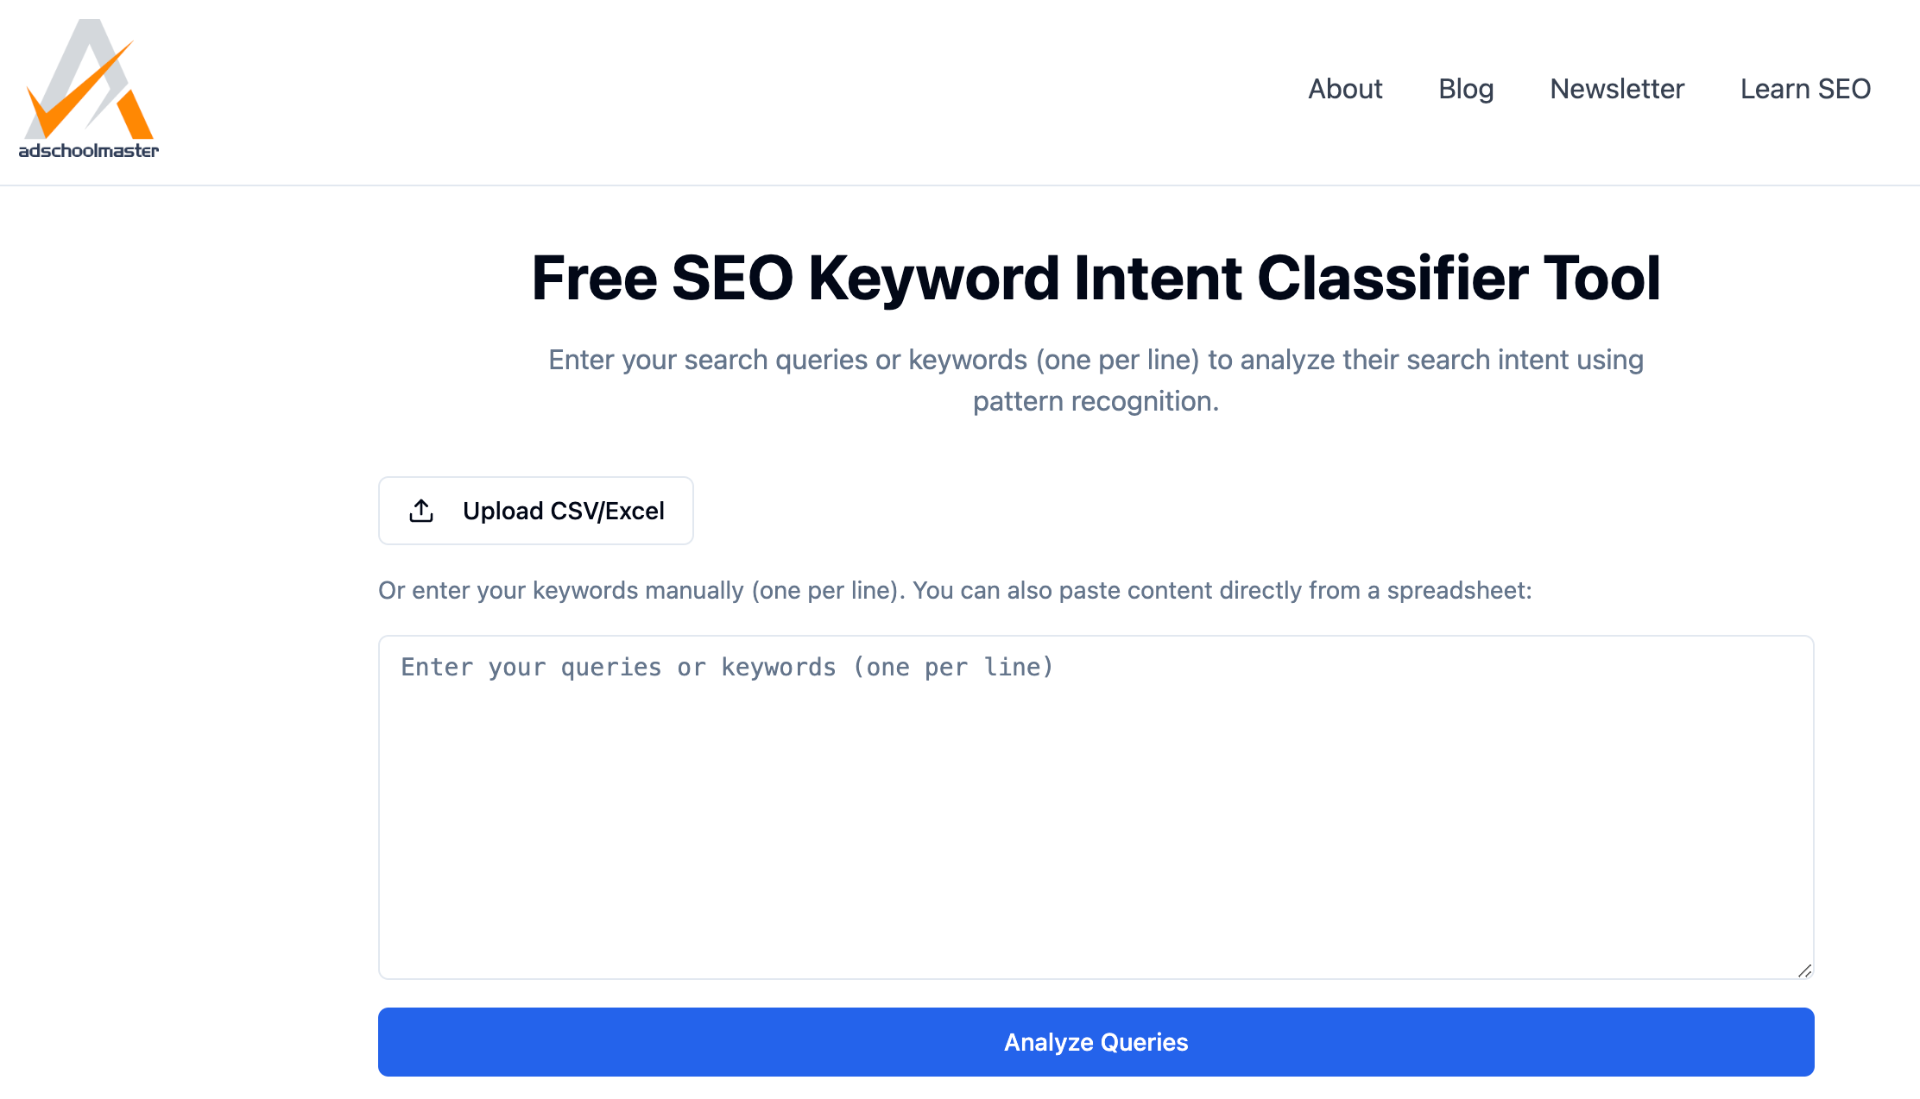 adschoolmaster
About
Blog
Newsletter
Learn SEO
Free SEO Keyword Intent Classifier Tool
Enter your search queries or keywords (one per line) to analyze their search intent using
pattern recognition.
Upload CSV/Excel
Or enter your keywords manually (one per line). You can also paste content directly from a spreadsheet:
Enter your queries or keywords (one per line)
Analyze Queries